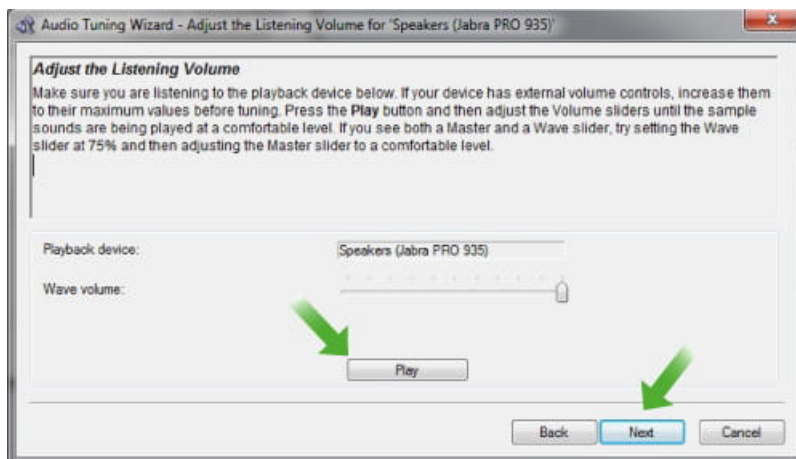 Audio Tuning Wizard - Adjust the Listening Volume for 'Speakers (Jabra PRO 935)'
Adjust the Listening Volume
Make sure you are listening to the playback device below. If your device has external volume controls, increase them
to their maximum values before tuning. Press the Play button and then adjust the Volume sliders until the sample
sounds are being played at a comfortable level. If you see both a Master and a Wave slider, try setting the Wave
slider at 75% and then adjusting the Master slider to a comfortable level.
Playback device: Speakers (Jabra PRO 935)
Wave volume:
Play
Back Next Cancel